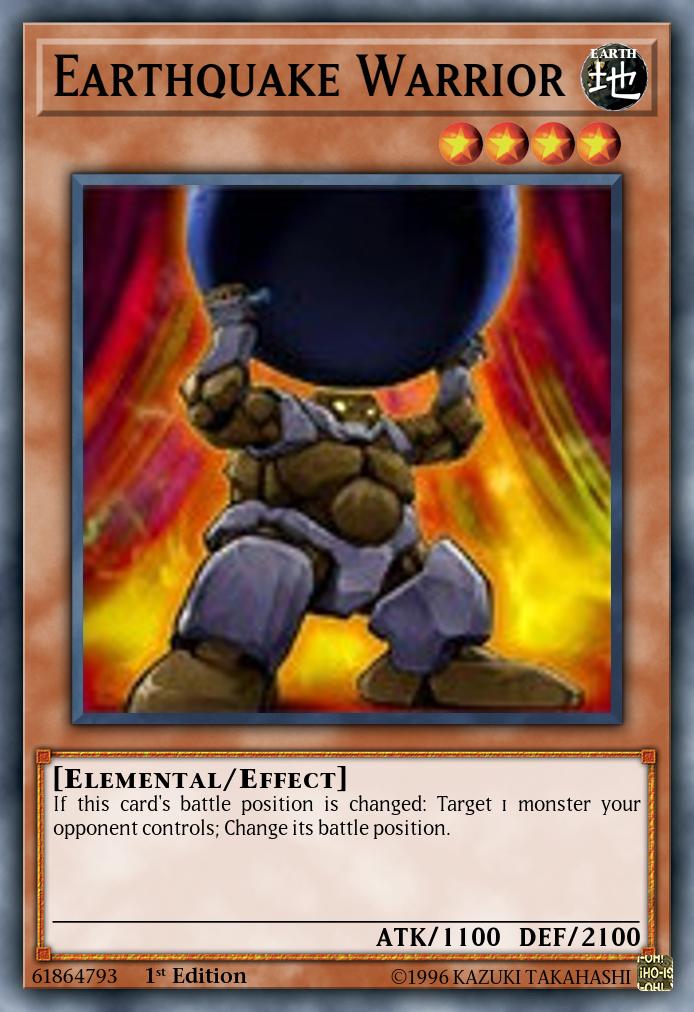 EARTHQUAKE WARRIOR
EARTH
地
[ELEMENTAL/EFFECT]
If this card's battle position is changed: Target 1 monster your
opponent controls; Change its battle position.
ATK/1100 DEF/2100
61864793 1st Edition ©1996 KAZUKI TAKAHASHI